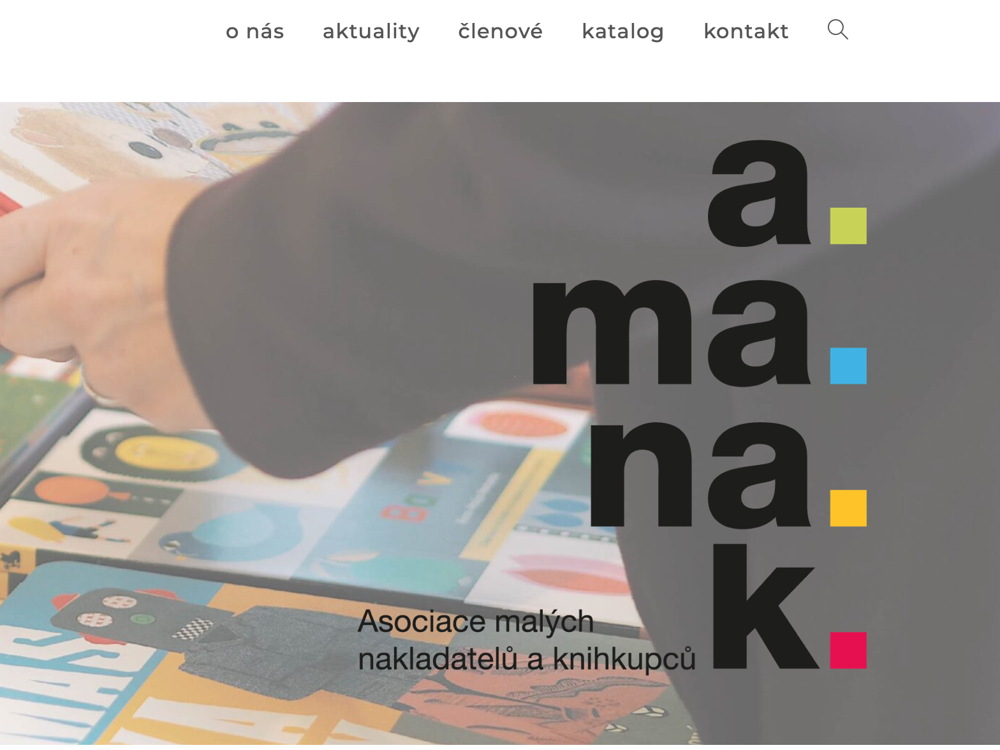 o nás aktuality členové katalog kontakt
a.
ma.
na.
k.
Asociace malých
nakladatelů a knihkupců